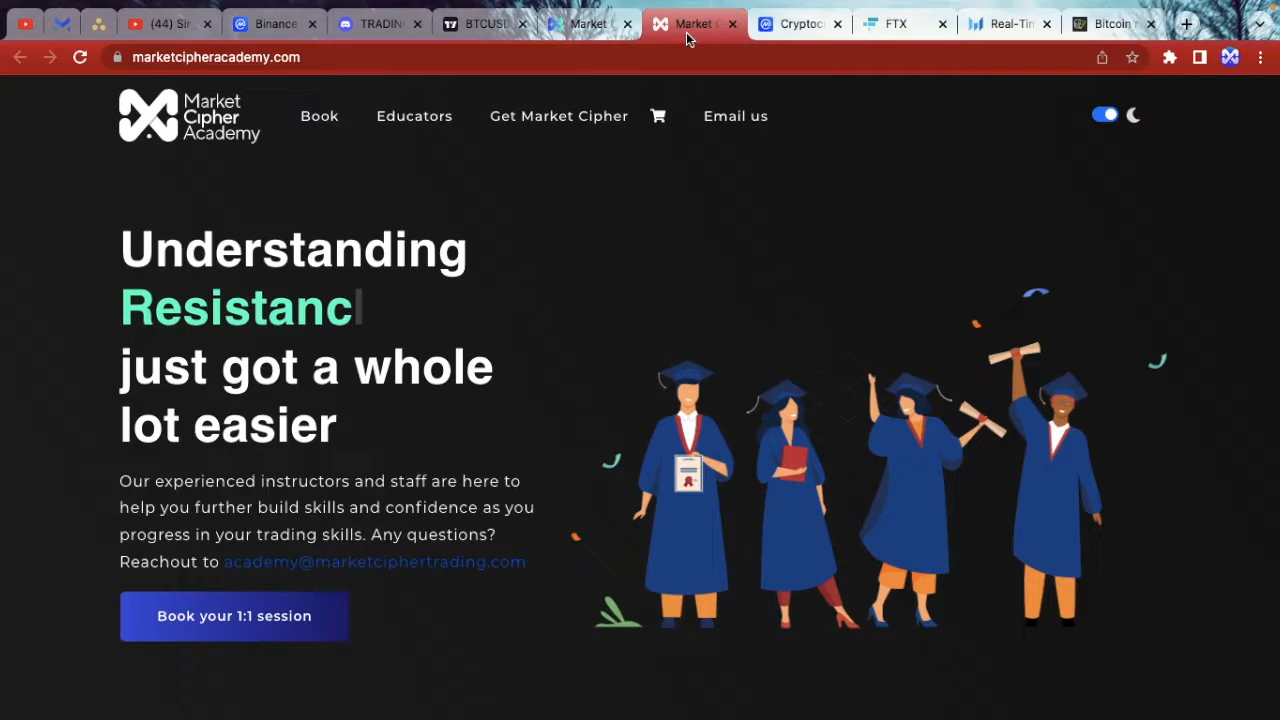 (44) Sir
Binance
TRADIN
BTCUSD
Market
Market C
Cryptoc
FTX
Real-Tim
Bitcoin
marketcipheracademy.com
Market
Cipher
Academy
Book
Educators
Get Market Cipher
Email us
Understanding
Resistanc
just got a whole
lot easier
Our experienced instructors and staff are here to
help you further build skills and confidence as you
progress in your trading skills. Any questions?
Reachout to academy@marketciphertrading.com
Book your 1:1 session